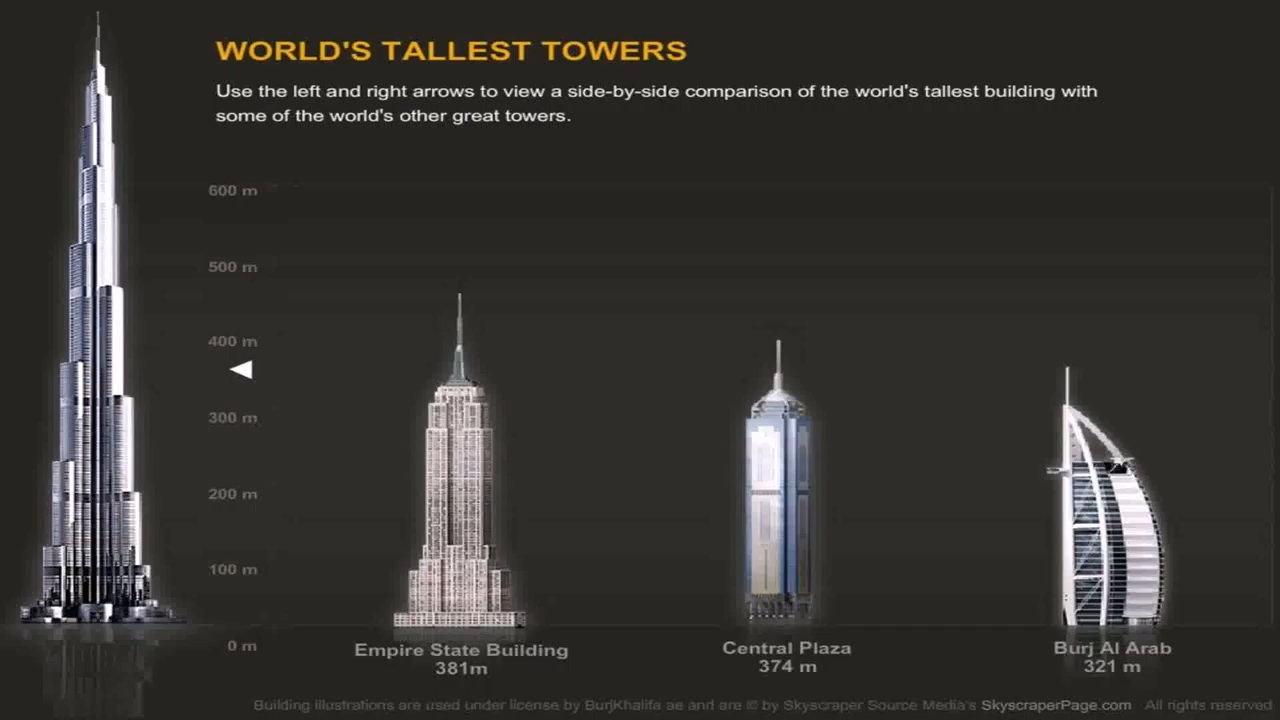 WORLD'S TALLEST TOWERS
Use the left and right arrows to view a side-by-side comparison of the world's tallest building with
some of the world's other great towers.
600 m
500 m
400 m
300 m
200 m
100 m
0 m
Empire State Building
381m
Central Plaza
374 m
Burj Al Arab
321 m
Building illustrations are used under license by BurjKhalifa ae and are © by Skyscraper Source Media's SkyscraperPage.com All rights reserved